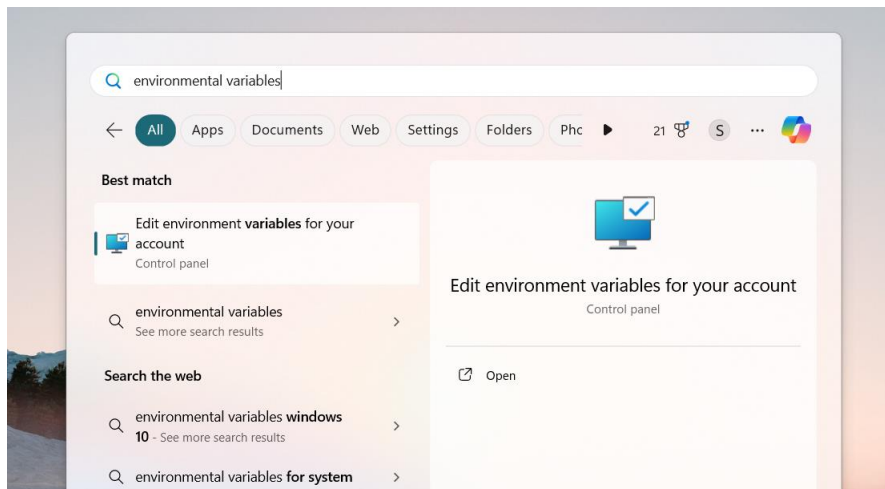 environmental variables
All Apps Documents Web Settings Folders Phc 21 S ...
Best match
Edit environment variables for your
account
Control panel
environmental variables
See more search results
Search the web
environmental variables windows
10 - See more search results
environmental variables for system
Edit environment variables for your account
Control panel
Open